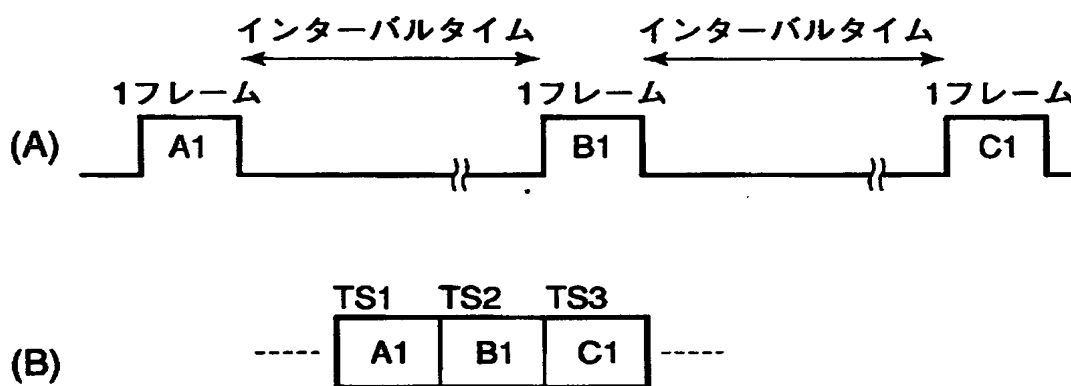 インターバルタイム インターバルタイム
1フレーム 1フレーム 1フレーム
(A) A1 B1 C1
TS1 TS2 TS3
(B) A1 B1 C1